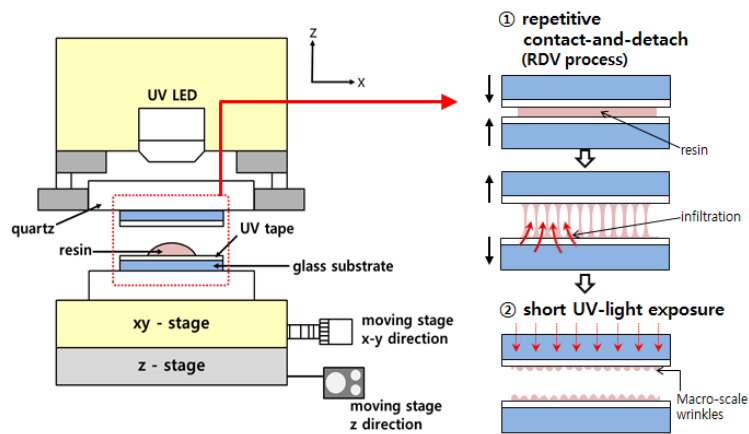 Z
X
UV LED
quartz
resin
UV tape
glass substrate
xy - stage
z - stage
moving stage
x-y direction
moving stage
z direction
① repetitive
contact-and-detach
(RDV process)
resin
infiltration
② short UV-light exposure
Macro-scale
wrinkles